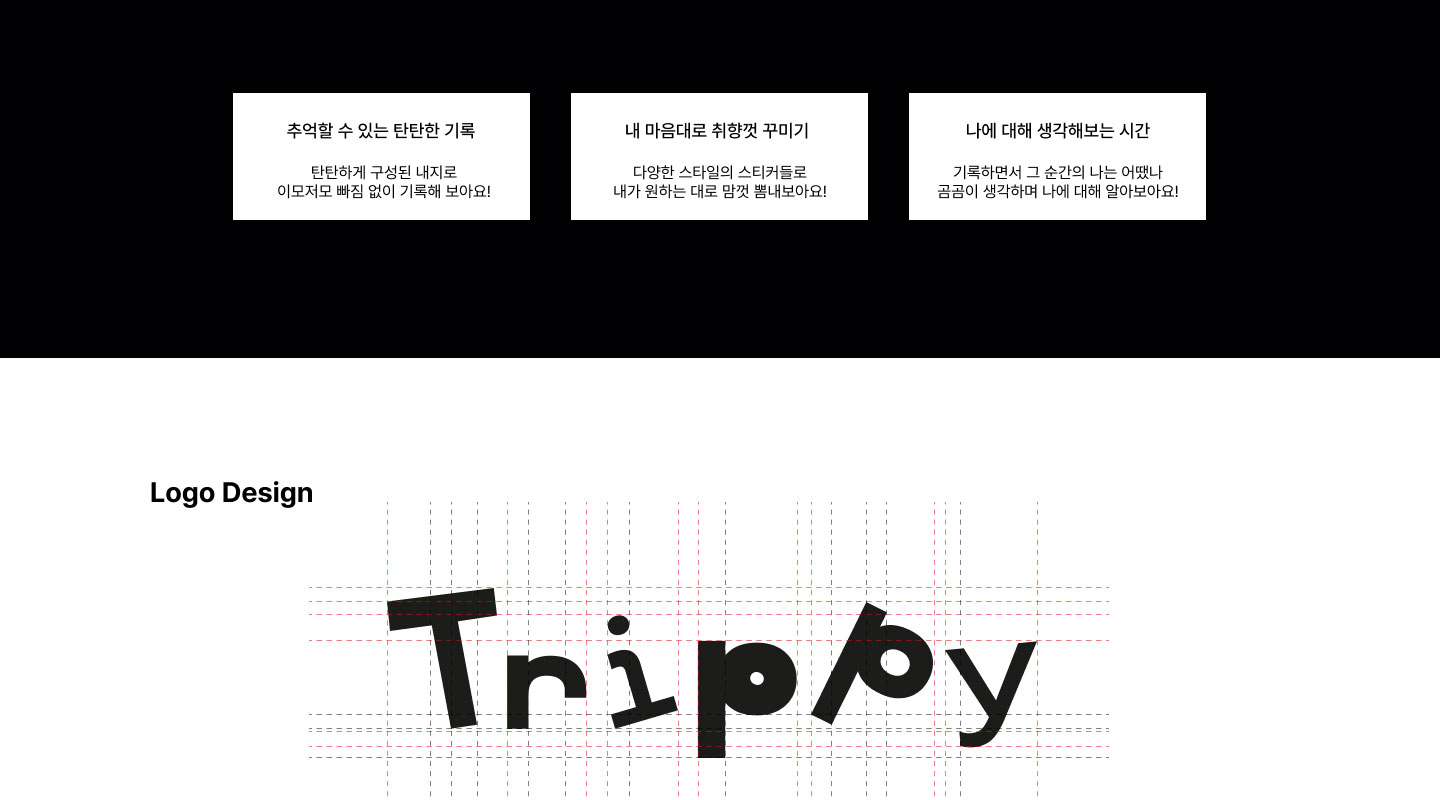 추억할 수 있는 탄탄한 기록
탄탄하게 구성된 내지로
이모저모 빠짐 없이 기록해 보아요!
내 마음대로 취향껏 꾸미기
다양한 스타일의 스티커들로
내가 원하는 대로 맘껏 뽐내보아요!
나에 대해 생각해보는 시간
기록하면서 그 순간의 나는 어땠나
곰곰이 생각하며 나에 대해 알아보아요!
Logo Design
Trippy